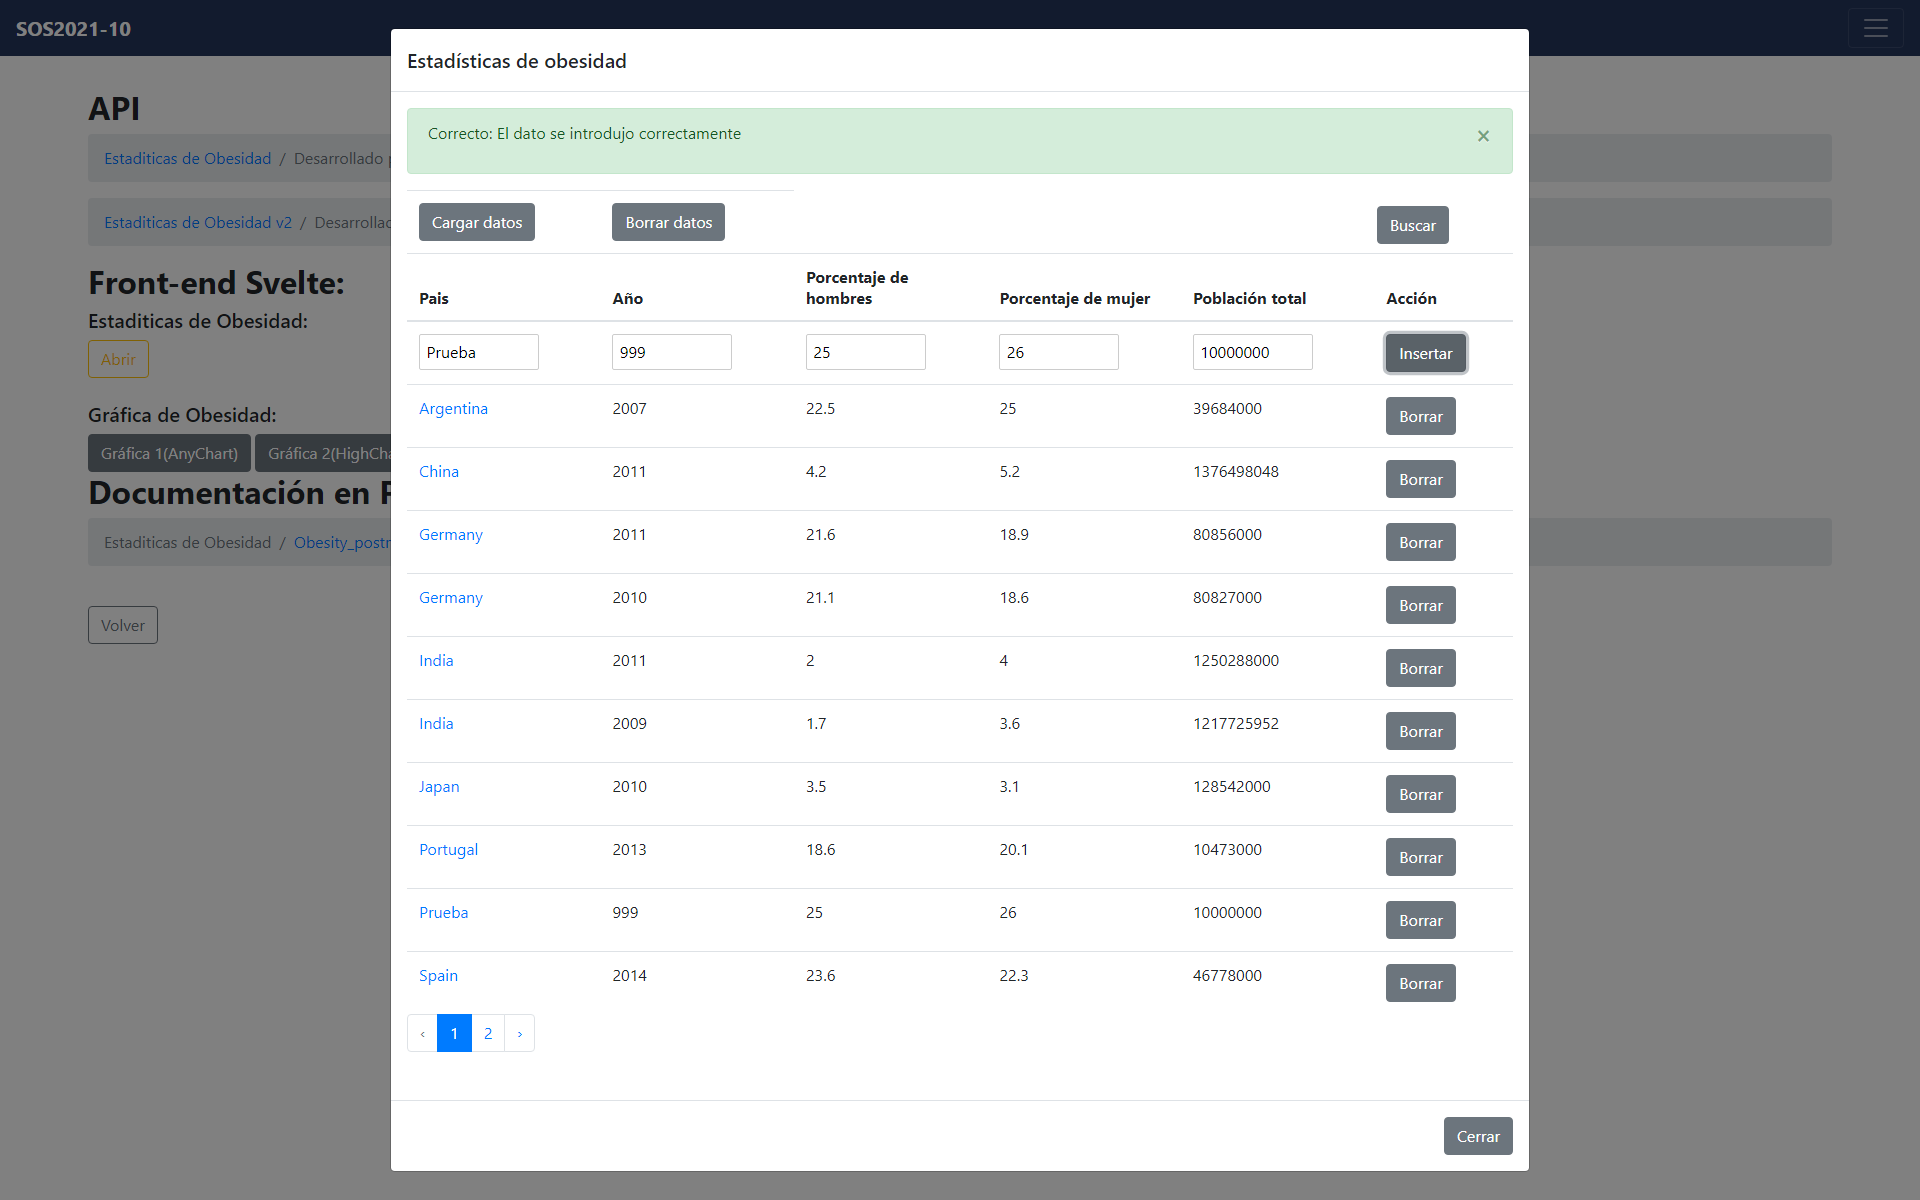 SOS2021-10
Estadísticas de obesidad
Correcto: El dato se introdujo correctamente
×
Cargar datos Borrar datos Buscar
Pais Año Porcentaje de hombres Porcentaje de mujer Población total Acción
Prueba 999 25 26 10000000 Insertar
Argentina 2007 22.5 25 39684000 Borrar
China 2011 4.2 5.2 1376498048 Borrar
Germany 2011 21.6 18.9 80856000 Borrar
Germany 2010 21.1 18.6 80827000 Borrar
India 2011 2 4 1250288000 Borrar
India 2009 1.7 3.6 1217725952 Borrar
Japan 2010 3.5 3.1 128542000 Borrar
Portugal 2013 18.6 20.1 10473000 Borrar
Prueba 999 25 26 10000000 Borrar
Spain 2014 23.6 22.3 46778000 Borrar
‹ 1 2 ›
Cerrar
API
Estaditicas de Obesidad / Desarrollado
Estaditicas de Obesidad v2 /
Front-end Svelte:
Estaditicas de Obesidad:
Abrir
Gráfica de Obesidad:
Gráfica 1(AnyChart) Gráfica
Documentación en
Estaditicas de Obesidad /
Volver